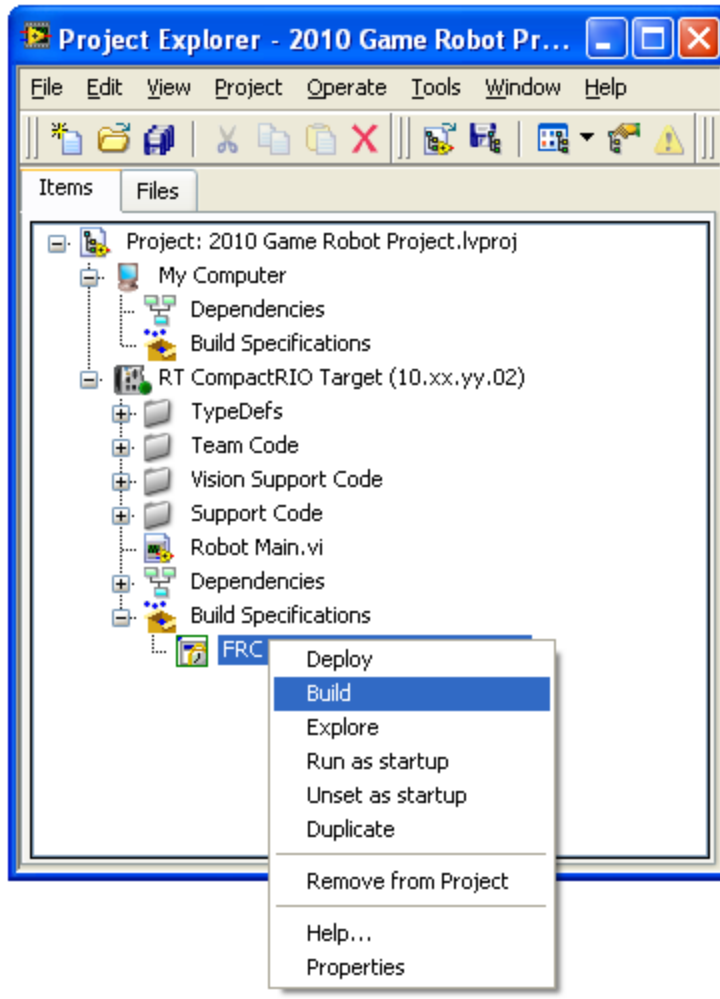 Project Explorer - 2010 Game Robot Pr...
File Edit View Project Operate Tools Window Help
Items Files
Project: 2010 Game Robot Project.lvproj
My Computer
Dependencies
Build Specifications
RT CompactRIO Target (10.xx.yy.02)
TypeDefs
Team Code
Vision Support Code
Support Code
Robot Main.vi
Dependencies
Build Specifications
FRC
Deploy
Build
Explore
Run as startup
Unset as startup
Duplicate
Remove from Project
Help...
Properties